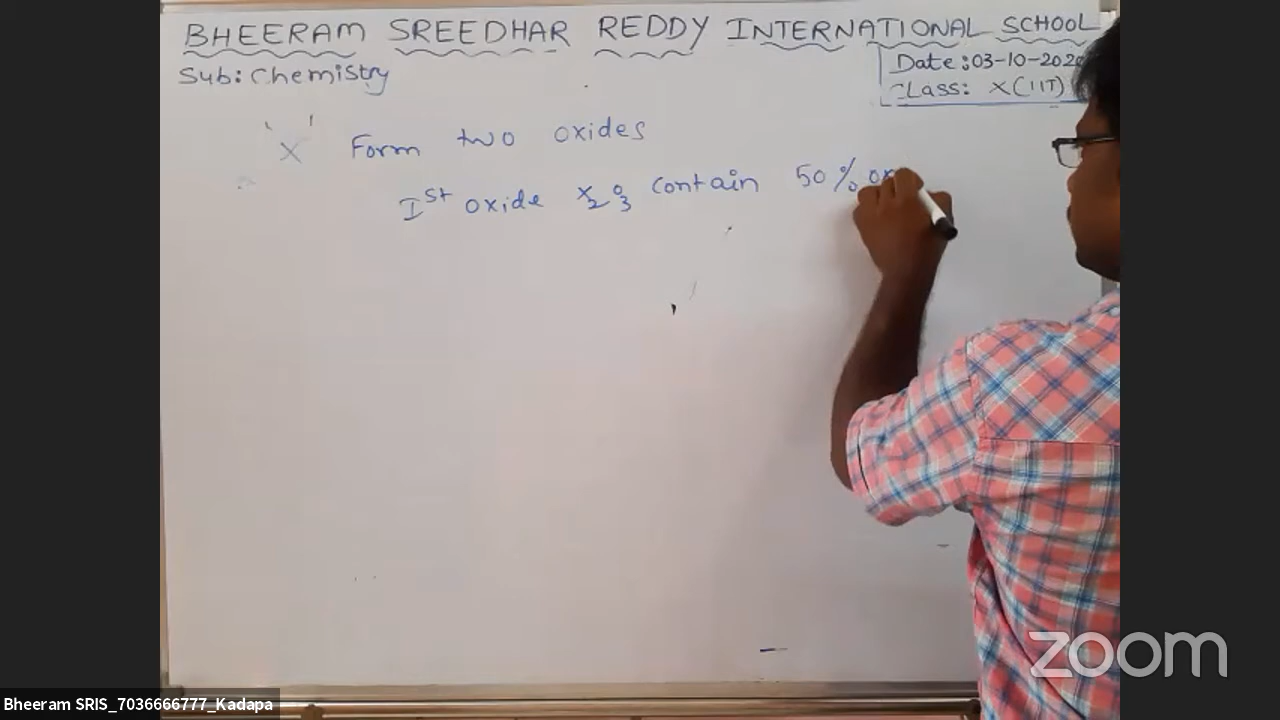 BHEERAM SREEDHAR REDDY INTERNATIONAL SCHOOL
Sub: Chemistry
Date: 03-10-2020
Class: X(IIT)
'X' Form two oxides
Ist oxide X2O3 contain 50% ox
zoom
Bheeram SRIS_7036666777_Kadapa